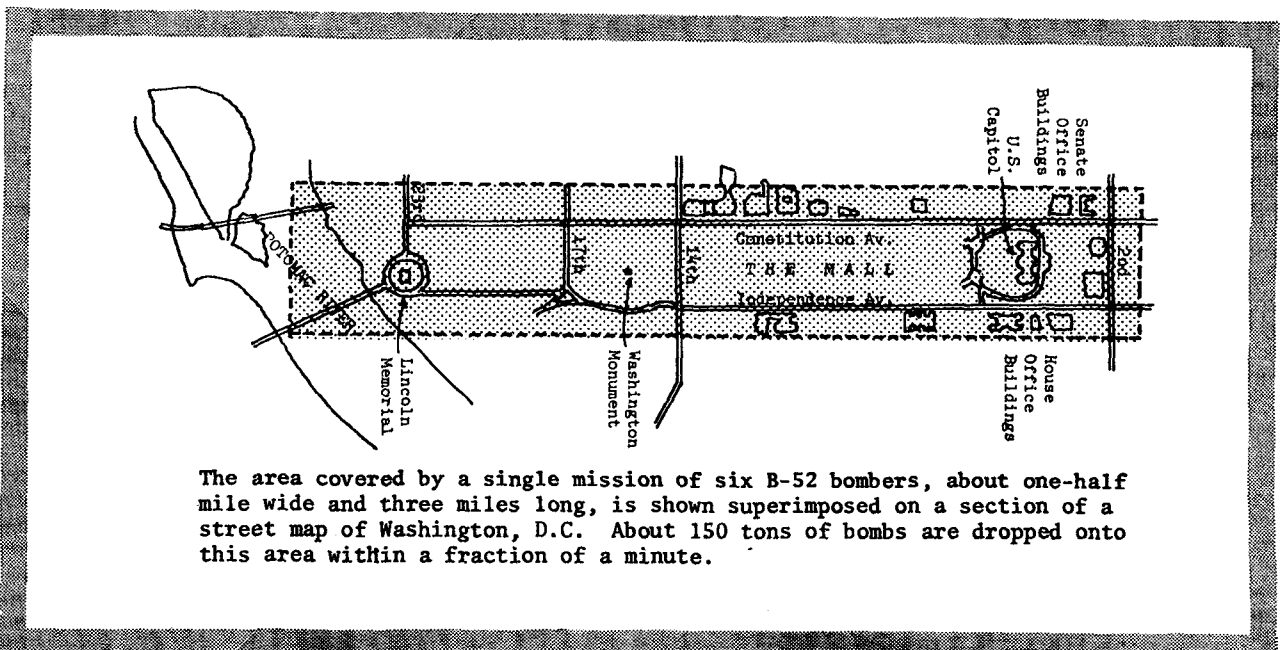 Senate
Office
Buildings
U.S.
Capitol
23rd
17th
14th
2nd
Constitution Av.
THE MALL
Independence Av.
POTOMAC RIVER
Lincoln
Memorial
Washington
Monument
House
Office
Buildings
The area covered by a single mission of six B-52 bombers, about one-half
mile wide and three miles long, is shown superimposed on a section of a
street map of Washington, D.C. About 150 tons of bombs are dropped onto
this area within a fraction of a minute.